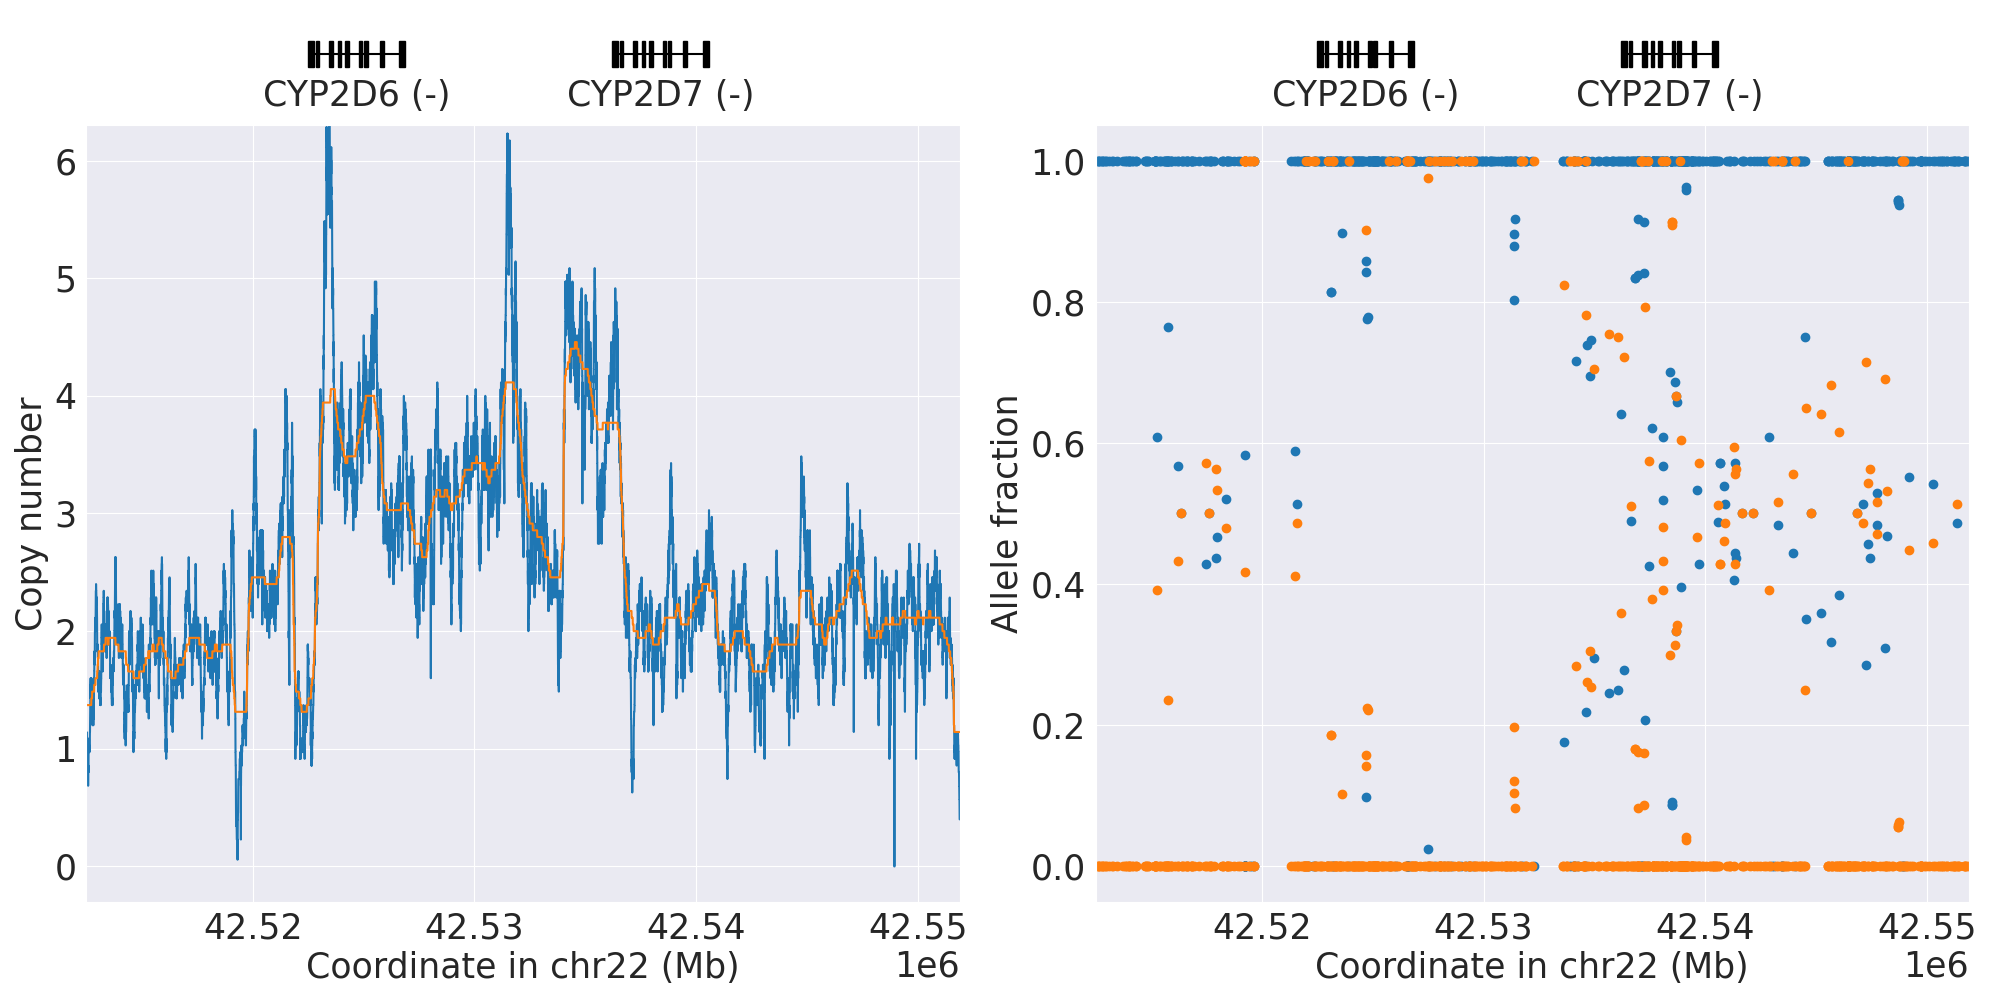 CYP2D6 (-) CYP2D7 (-)
6
5
4
3
2
1
0
Copy number
42.52 42.53 42.54 42.55
Coordinate in chr22 (Mb) 1e6
CYP2D6 (-) CYP2D7 (-)
1.0
0.8
0.6
0.4
0.2
0.0
Allele fraction
42.52 42.53 42.54 42.55
Coordinate in chr22 (Mb) 1e6